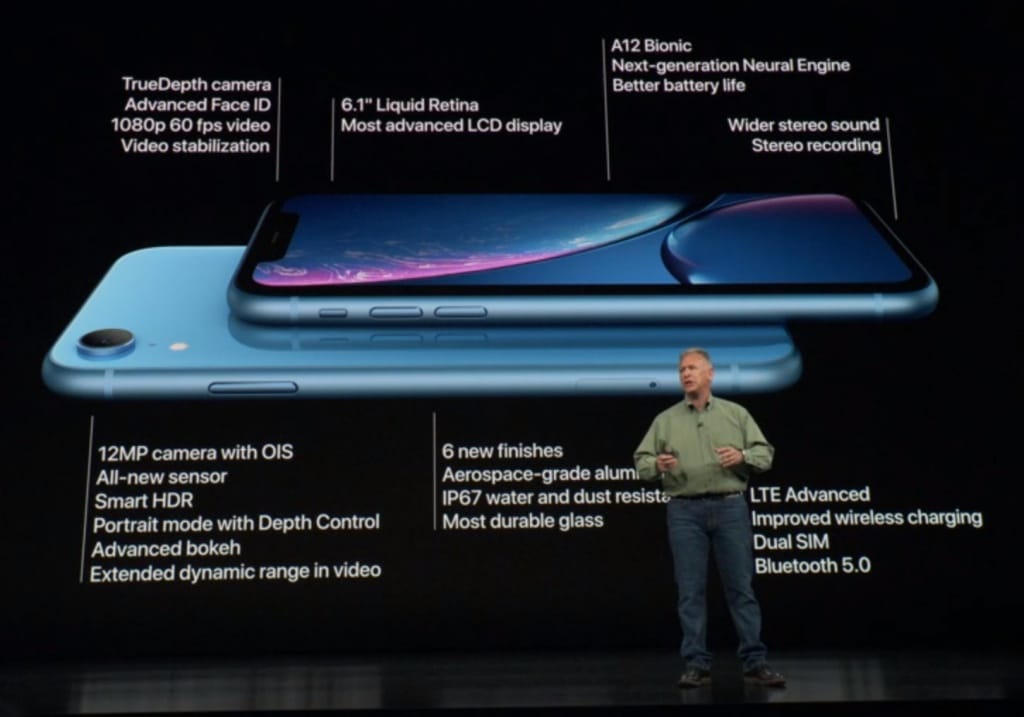 TrueDepth camera
Advanced Face ID
1080p 60 fps video
Video stabilization
6.1" Liquid Retina
Most advanced LCD display
A12 Bionic
Next-generation Neural Engine
Better battery life
Wider stereo sound
Stereo recording
12MP camera with OIS
All-new sensor
Smart HDR
Portrait mode with Depth Control
Advanced bokeh
Extended dynamic range in video
6 new finishes
Aerospace-grade
IP67 water and dust
Most durable glass
LTE Advanced
Improved wireless charging
Dual SIM
Bluetooth 5.0